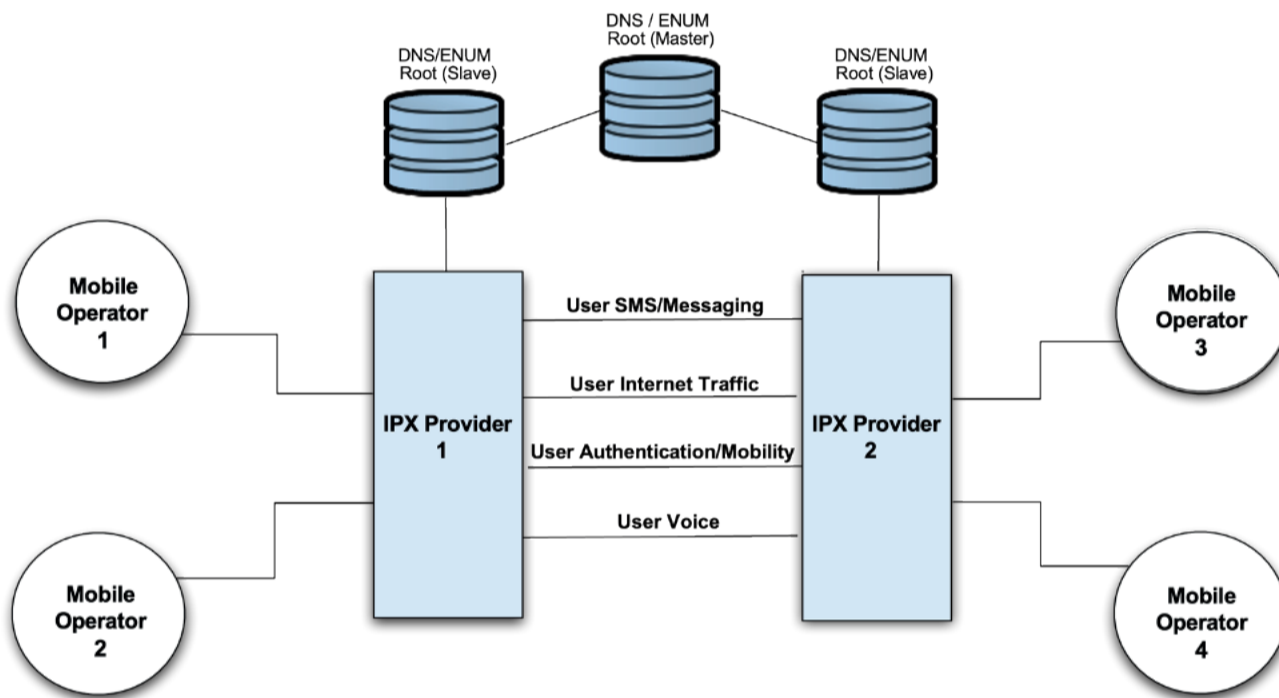 DNS / ENUM
Root (Master)
DNS/ENUM
Root (Slave)
DNS/ENUM
Root (Slave)
Mobile
Operator
1
Mobile
Operator
2
IPX Provider
1
User SMS/Messaging
User Internet Traffic
User Authentication/Mobility
User Voice
IPX Provider
2
Mobile
Operator
3
Mobile
Operator
4